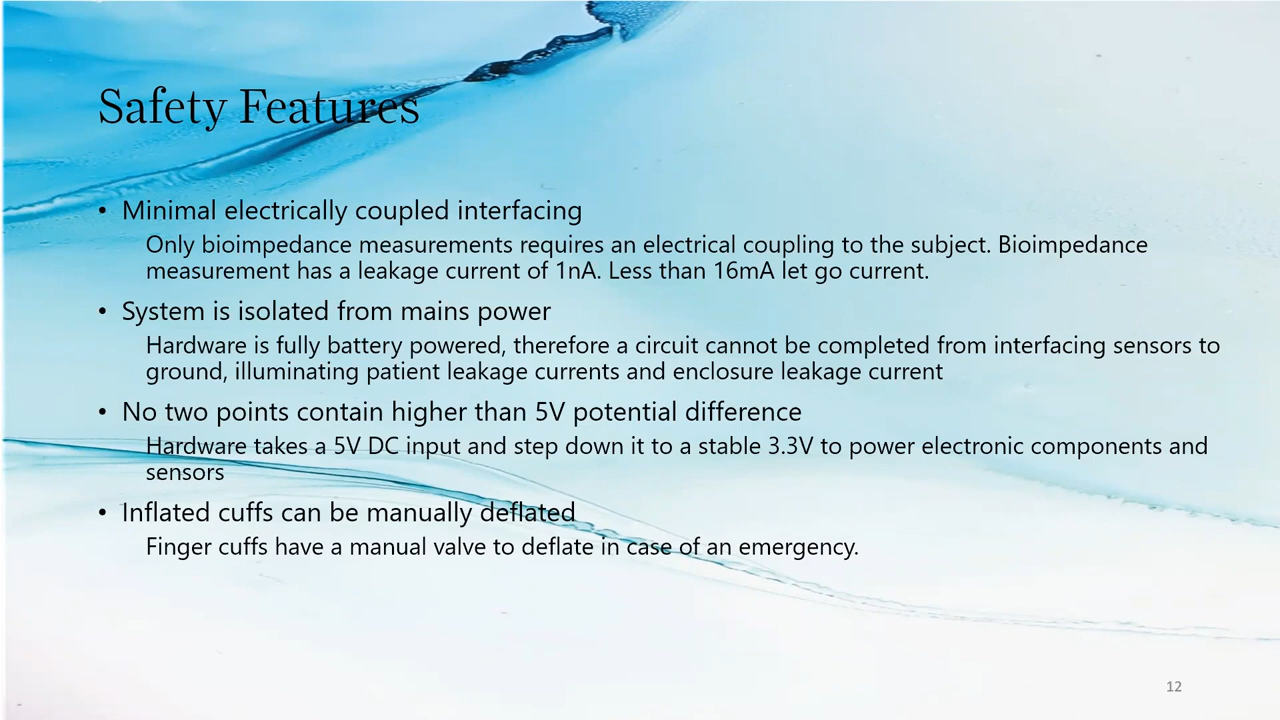 Safety Features
• Minimal electrically coupled interfacing
Only bioimpedance measurements requires an electrical coupling to the subject. Bioimpedance
measurement has a leakage current of 1nA. Less than 16mA let go current.
• System is isolated from mains power
Hardware is fully battery powered, therefore a circuit cannot be completed from interfacing sensors to
ground, illuminating patient leakage currents and enclosure leakage current
• No two points contain higher than 5V potential difference
Hardware takes a 5V DC input and step down it to a stable 3.3V to power electronic components and
sensors
• Inflated cuffs can be manually deflated
Finger cuffs have a manual valve to deflate in case of an emergency.
12